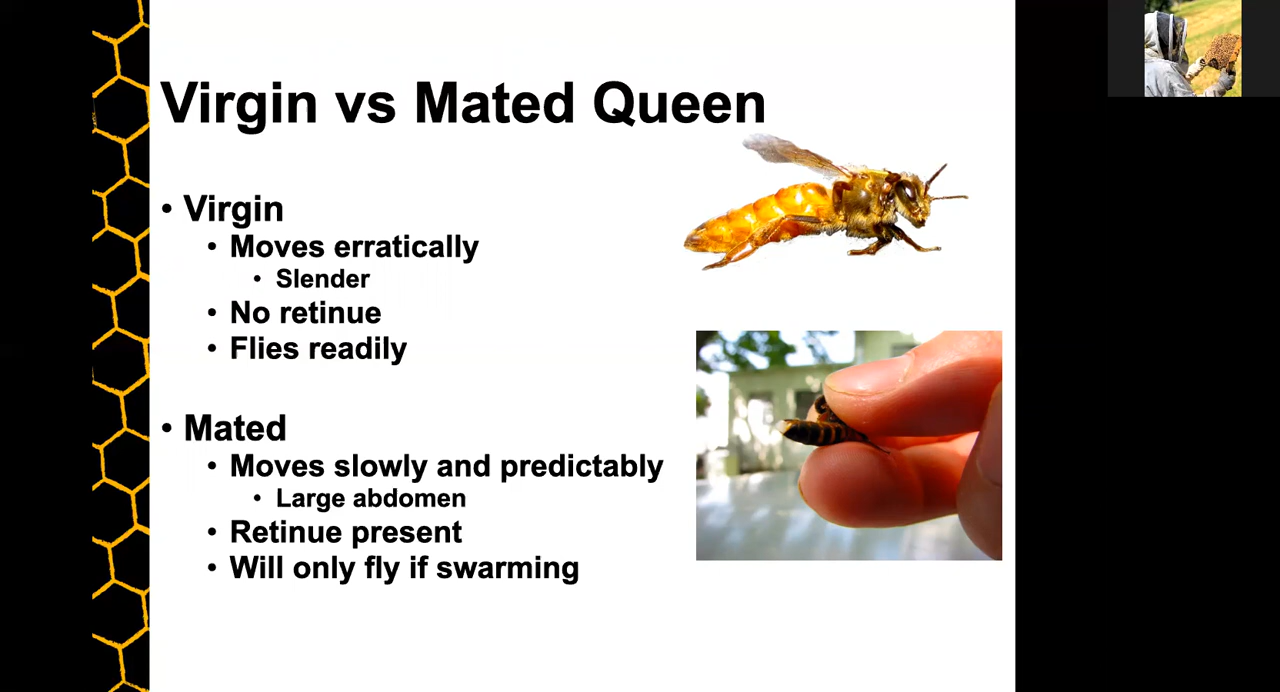 Virgin vs Mated Queen
• Virgin
• Moves erratically
• Slender
• No retinue
• Flies readily
• Mated
• Moves slowly and predictably
• Large abdomen
• Retinue present
• Will only fly if swarming